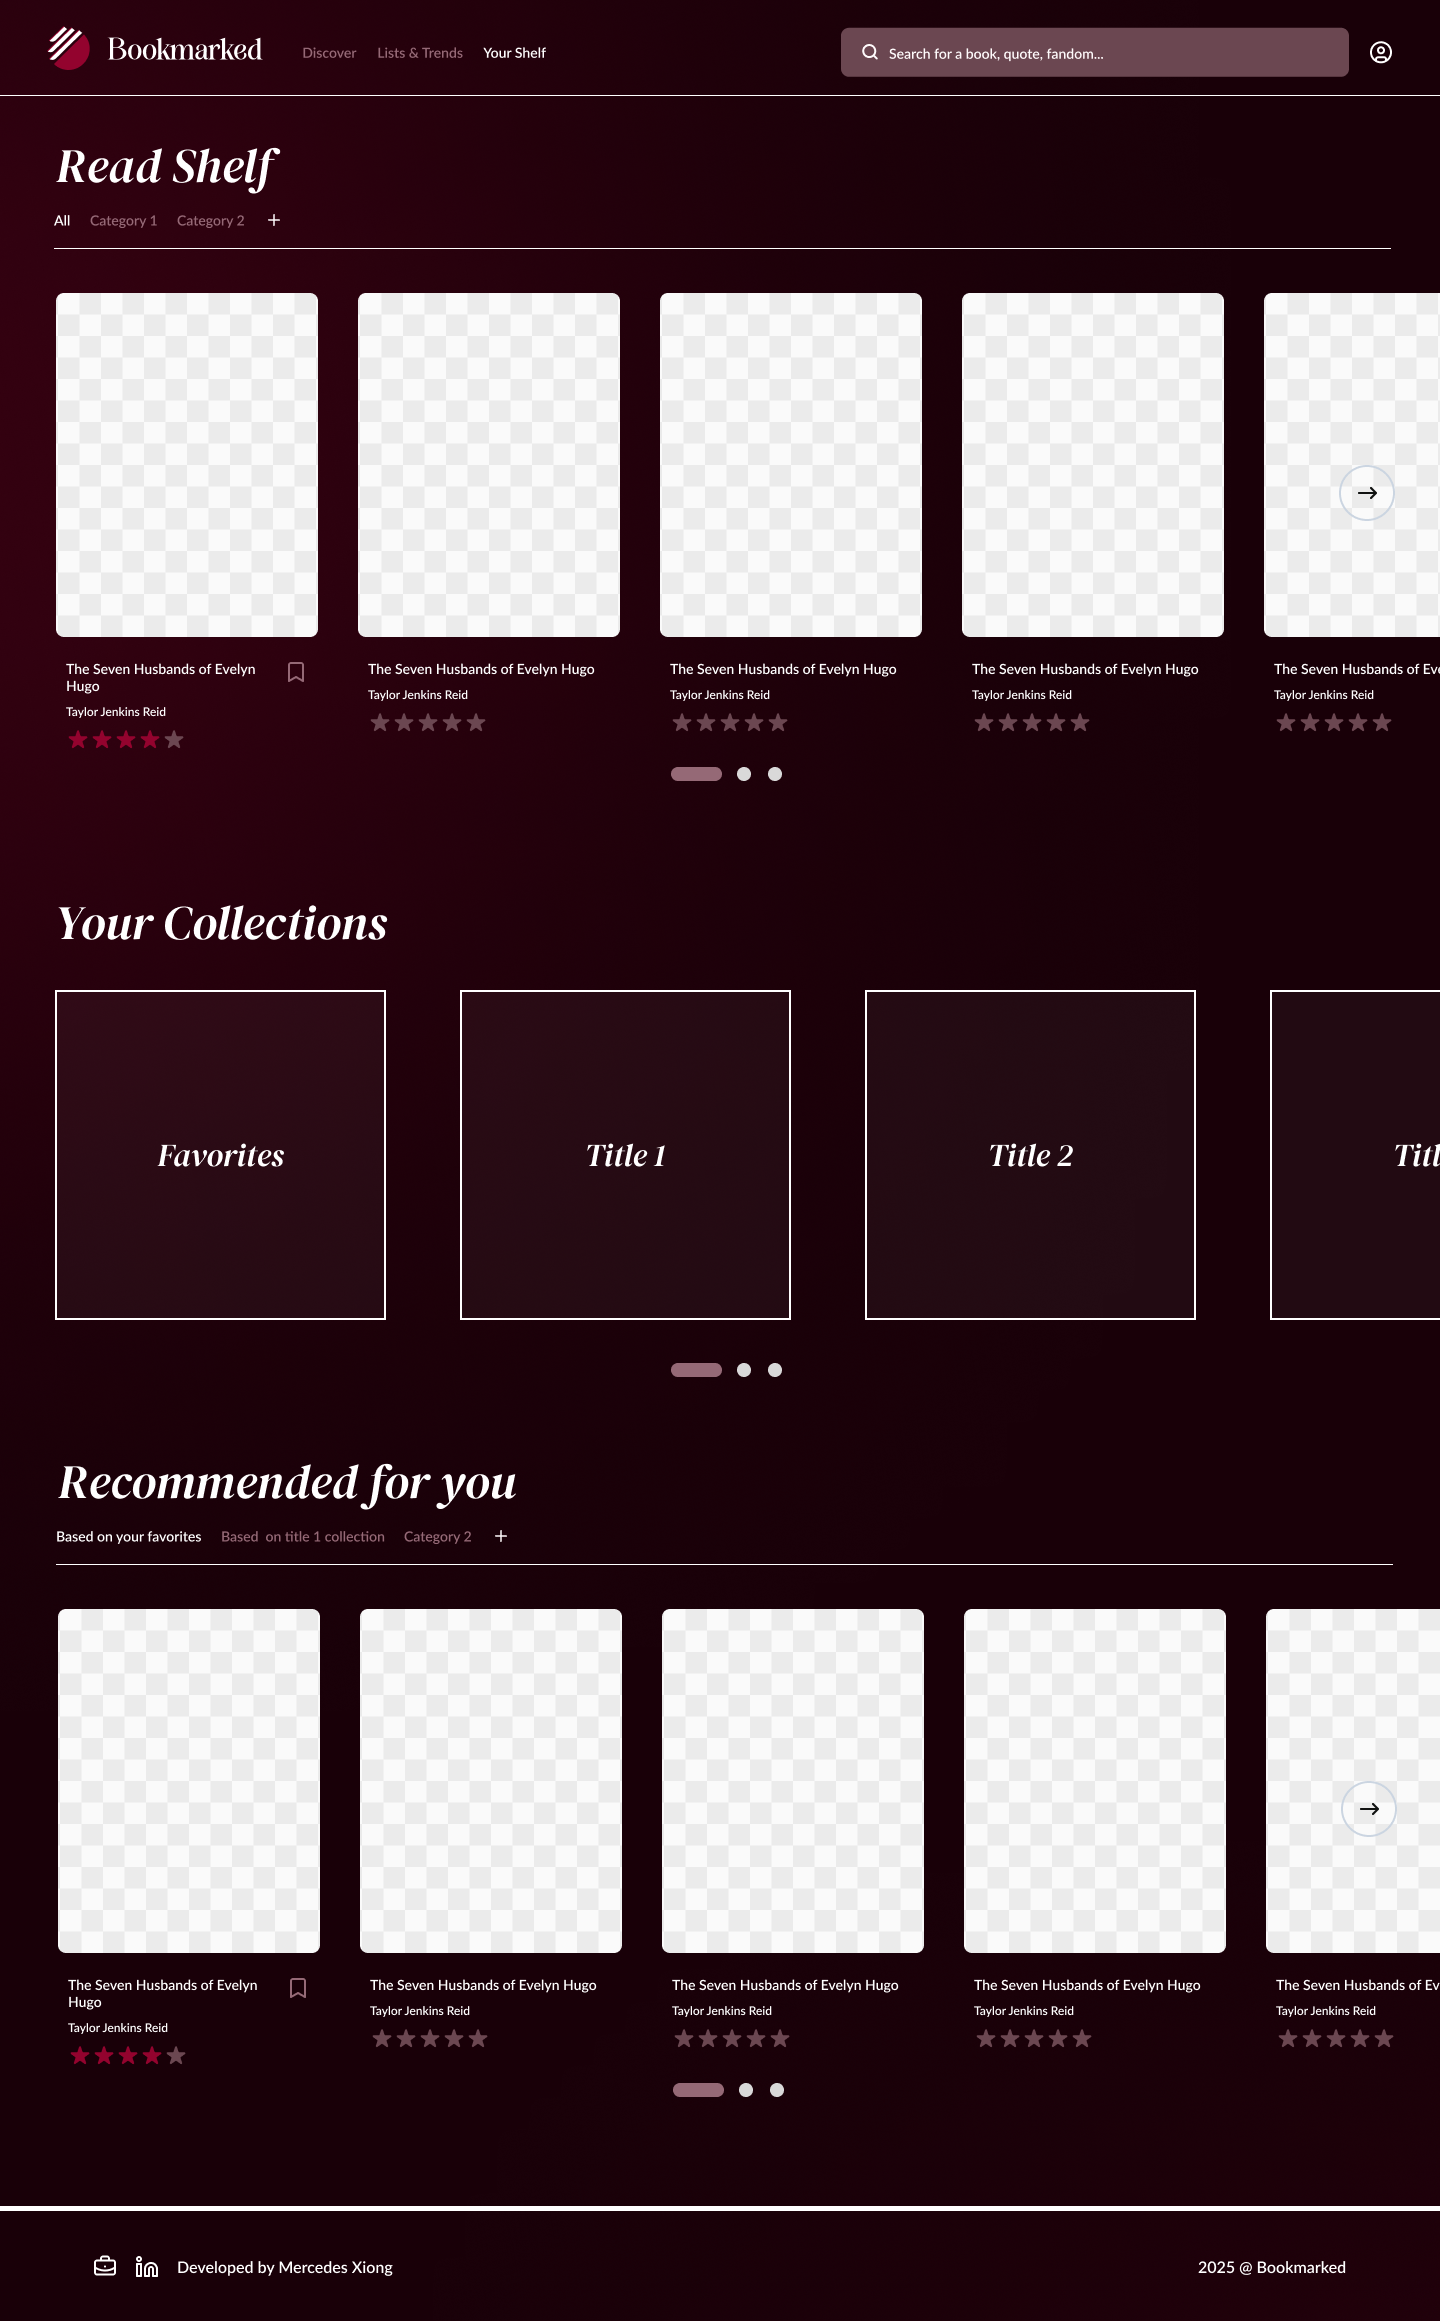 Bookmarked
Discover Lists & Trends Your Shelf
Search for a book, quote, fandom...
Read Shelf
All Category 1 Category 2 +
The Seven Husbands of Evelyn
Hugo
Taylor Jenkins Reid
The Seven Husbands of Evelyn Hugo
Taylor Jenkins Reid
The Seven Husbands of Evelyn Hugo
Taylor Jenkins Reid
The Seven Husbands of Evelyn Hugo
Taylor Jenkins Reid
The Seven Husbands of Eve
Taylor Jenkins Reid
Your Collections
Favorites
Title 1
Title 2
Titl
Recommended for you
Based on your favorites Based  on title 1 collection Category 2 +
The Seven Husbands of Evelyn
Hugo
Taylor Jenkins Reid
The Seven Husbands of Evelyn Hugo
Taylor Jenkins Reid
The Seven Husbands of Evelyn Hugo
Taylor Jenkins Reid
The Seven Husbands of Evelyn Hugo
Taylor Jenkins Reid
The Seven Husbands of Ev
Taylor Jenkins Reid
in Developed by Mercedes Xiong
2025 @ Bookmarked